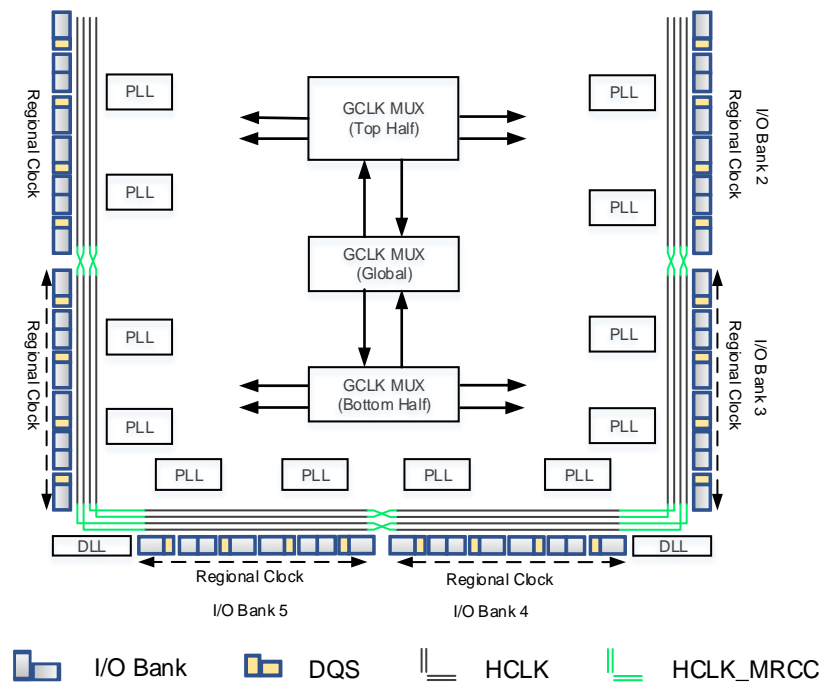 PLL
GCLK MUX
(Top Half)
PLL
Regional Clock
Regional Clock
I/O Bank 2
PLL
PLL
GCLK MUX
(Global)
PLL
PLL
Regional Clock
Regional Clock
I/O Bank 3
GCLK MUX
(Bottom Half)
PLL
PLL
PLL
PLL
PLL
PLL
DLL
DLL
Regional Clock
Regional Clock
I/O Bank 5
I/O Bank 4
I/O Bank
DQS
HCLK
HCLK_MRCC